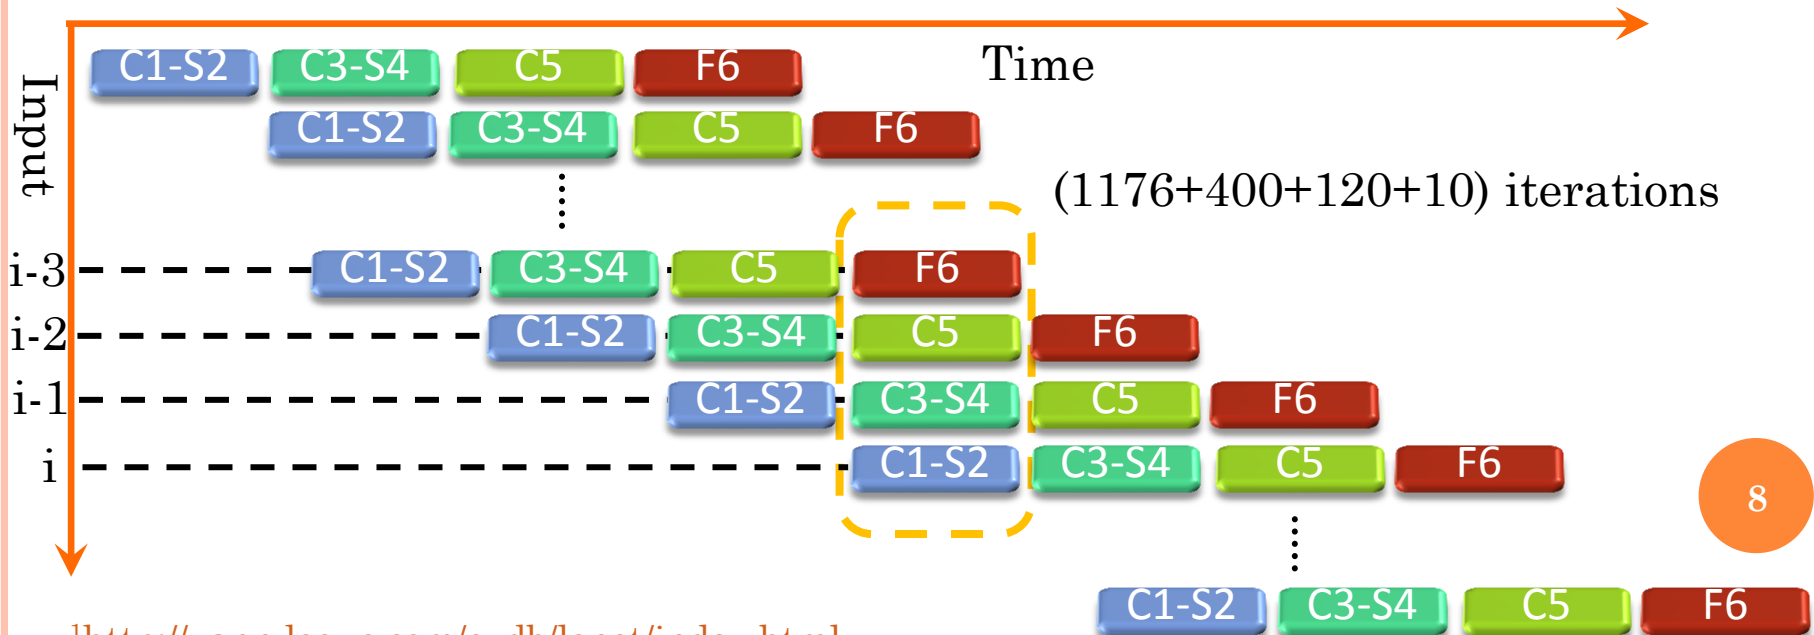 Time
Input
C1-S2 C3-S4 C5 F6
C1-S2 C3-S4 C5 F6
(1176+400+120+10) iterations
i-3 C1-S2 C3-S4 C5 F6
i-2 C1-S2 C3-S4 C5 F6
i-1 C1-S2 C3-S4 C5 F6
i C1-S2 C3-S4 C5 F6
8
C1-S2 C3-S4 C5 F6